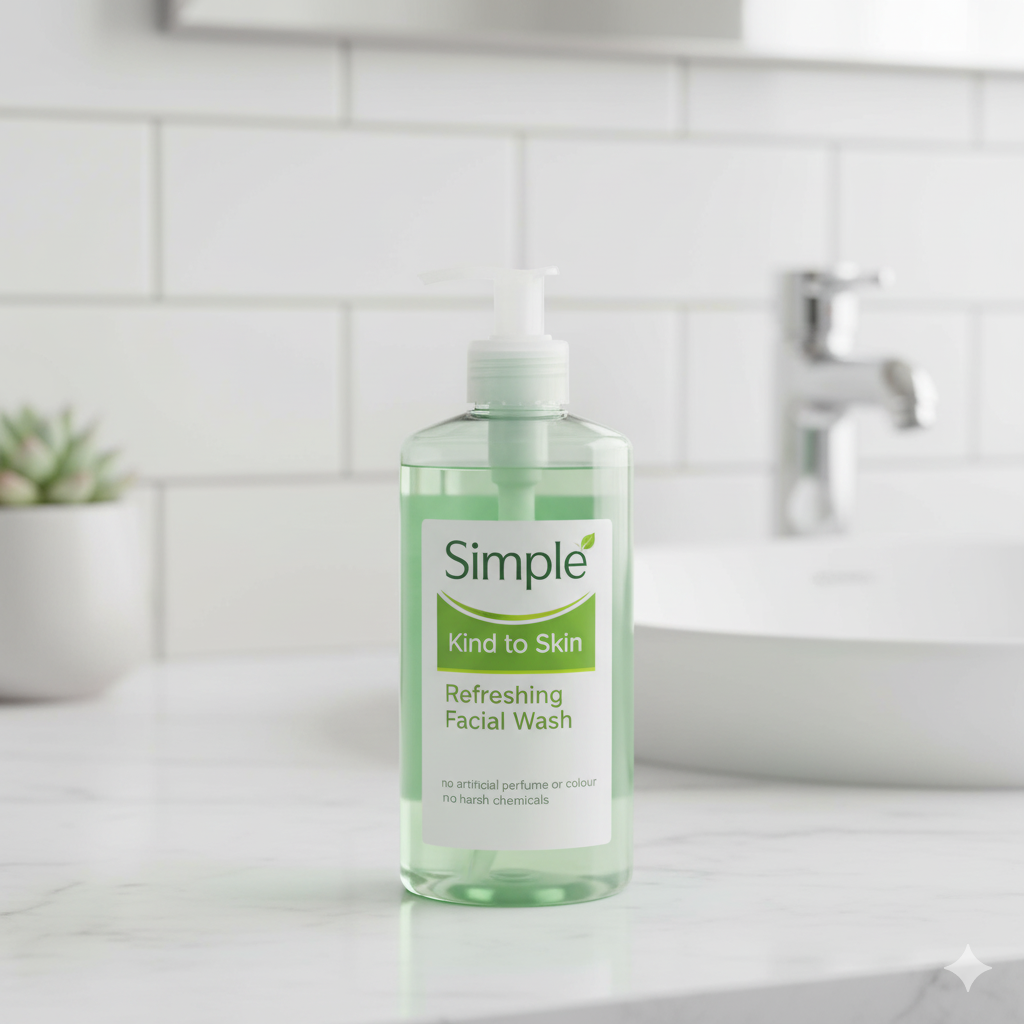 Simple
Kind to Skin
Refreshing
Facial Wash
no artificial perfume or colour
no harsh chemicals